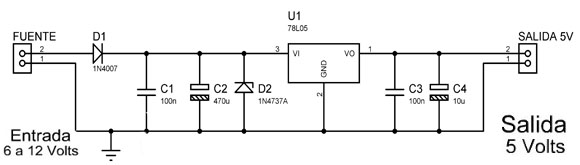 U1
78L05
FUENTE
D1
SALIDA 5V
2
1
1N4007
3
VI
VO
1
GND
2
C1
100n
C2
470u
D2
1N4737A
C3
100n
C4
10u
2
1
Entrada
6 a 12 Volts
Salida
5 Volts